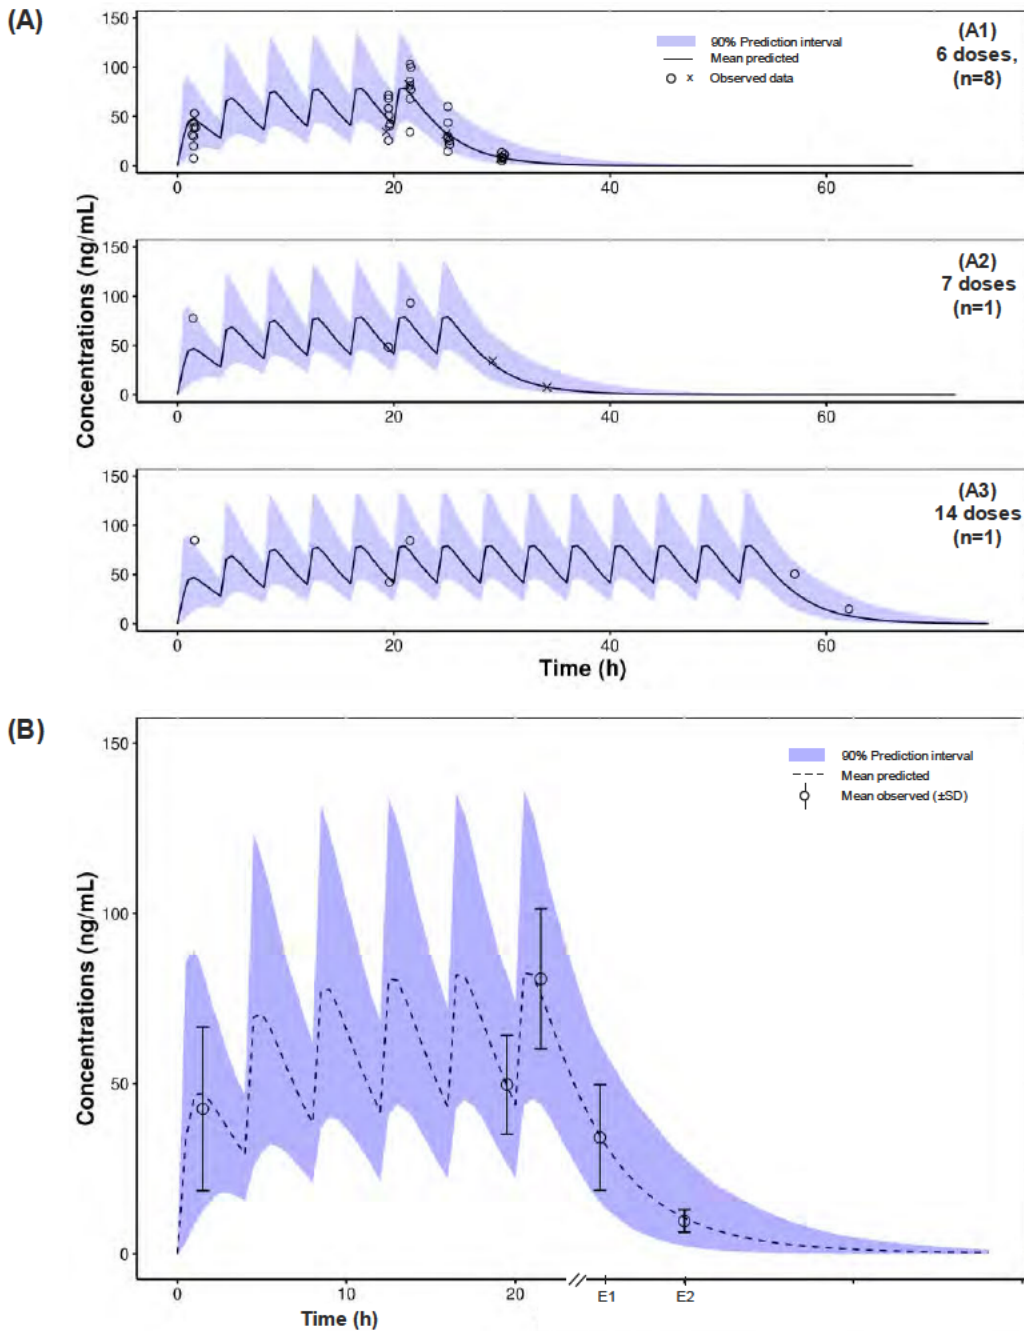 (A)
150
100
50
0
0
20
40
60
90% Prediction interval
Mean predicted
Observed data
(A1)
6 doses,
(n=8)
150
100
50
0
0
20
40
60
(A2)
7 doses
(n=1)
150
100
50
0
0
20
40
60
(A3)
14 doses
(n=1)
Concentrations (ng/mL)
Time (h)
(B)
150
100
50
0
0
10
20
E1
E2
90% Prediction interval
Mean predicted
Mean observed (±SD)
Concentrations (ng/mL)
Time (h)